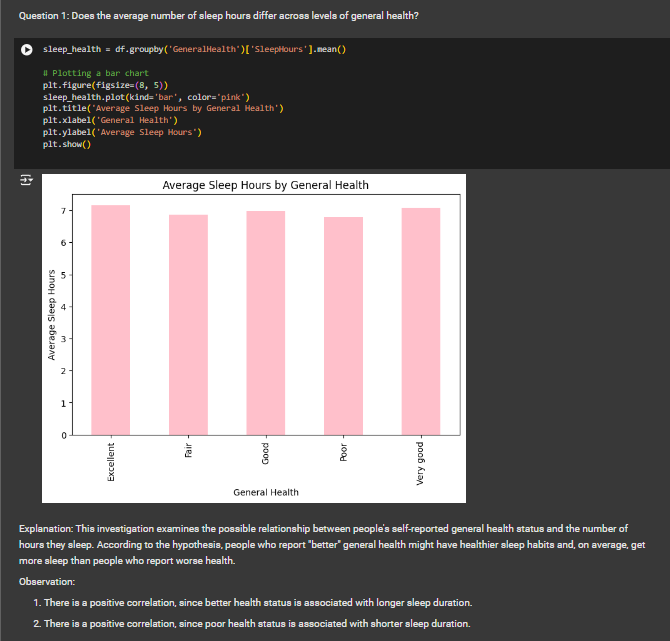 Question 1: Does the average number of sleep hours differ across levels of general health?
sleep_health = df.groupby('GeneralHealth')['SleepHours'].mean()
# Plotting a bar chart
plt.figure(figsize=(8, 5))
sleep_health.plot(kind='bar', color='pink')
plt.title('Average Sleep Hours by General Health')
plt.xlabel('General Health')
plt.ylabel('Average Sleep Hours')
plt.show()
Average Sleep Hours by General Health
Average Sleep Hours
7
6
5
4
3
2
1
0
Excellent
Fair
Good
Poor
Very good
General Health
Explanation: This investigation examines the possible relationship between people's self-reported general health status and the number of
hours they sleep. According to the hypothesis, people who report "better" general health might have healthier sleep habits and, on average, get
more sleep than people who report worse health.
Observation:
1. There is a positive correlation, since better health status is associated with longer sleep duration.
2. There is a positive correlation, since poor health status is associated with shorter sleep duration.